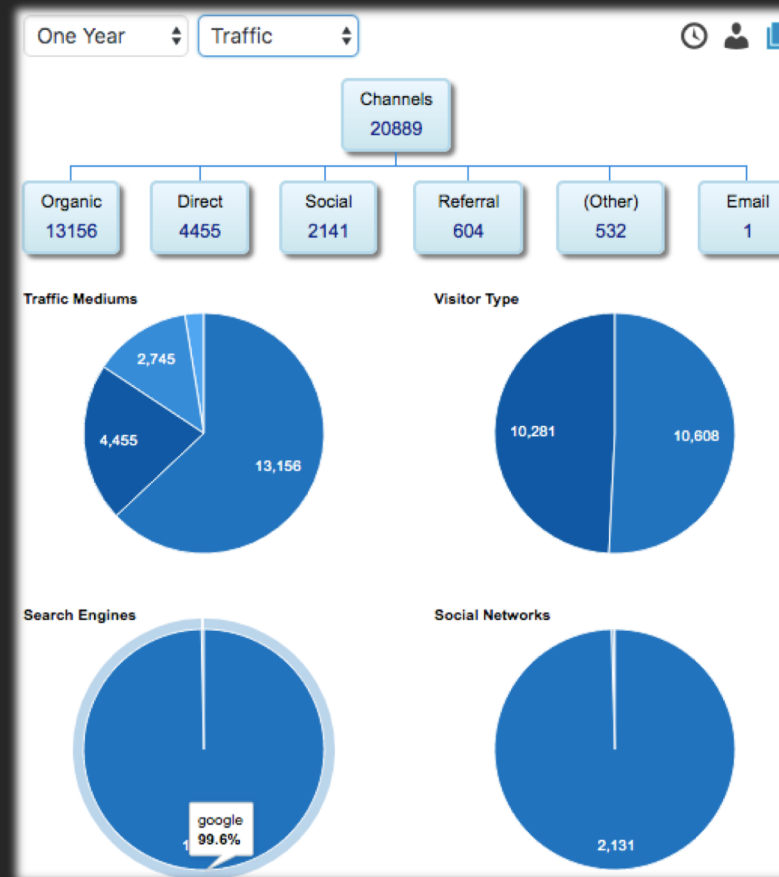 One Year Traffic
Channels
20889
Organic Direct Social Referral (Other) Email
13156 4455 2141 604 532 1
Traffic Mediums Visitor Type
2,745
4,455
13,156
10,281
10,608
Search Engines Social Networks
google
99.6%
2,131